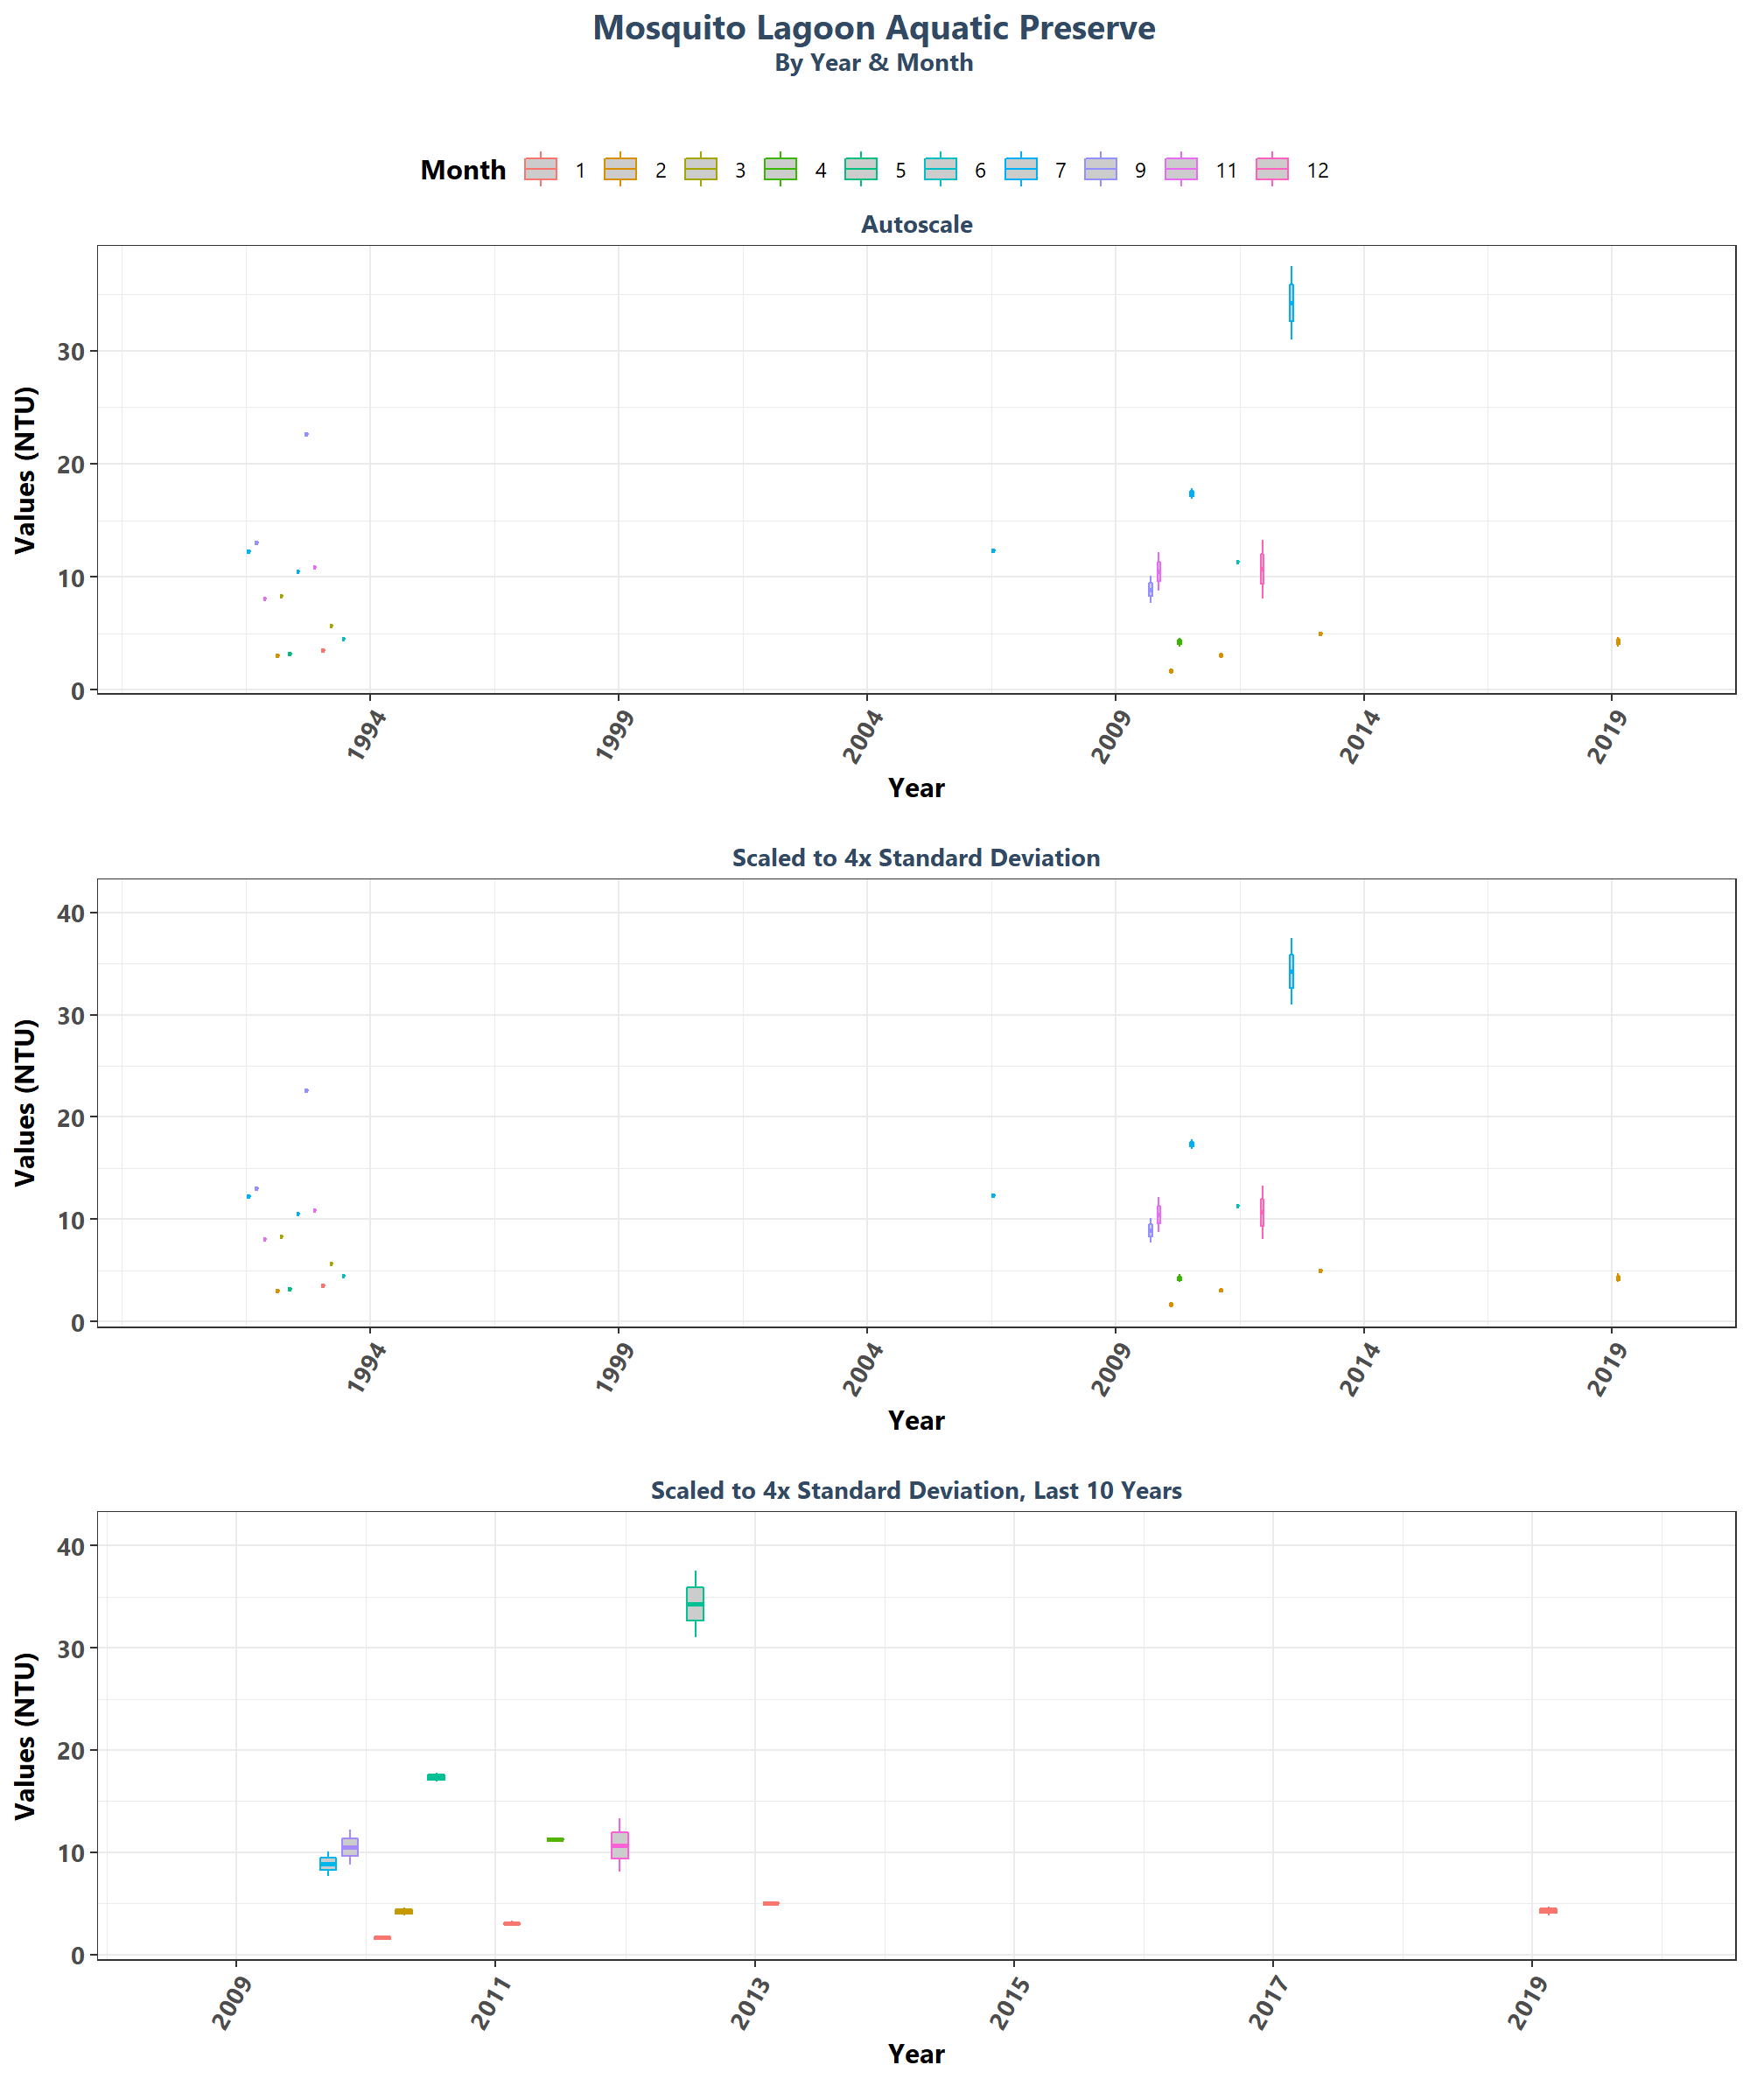 Mosquito Lagoon Aquatic Preserve
By Year & Month
Month 1 2 3 4 5 6 7 9 11 12
Autoscale
Values (NTU)
30
20
10
0
1994 1999 2004 2009 2014 2019
Year
Scaled to 4x Standard Deviation
Values (NTU)
40
30
20
10
0
1994 1999 2004 2009 2014 2019
Year
Scaled to 4x Standard Deviation, Last 10 Years
Values (NTU)
40
30
20
10
0
2009 2011 2013 2015 2017 2019
Year